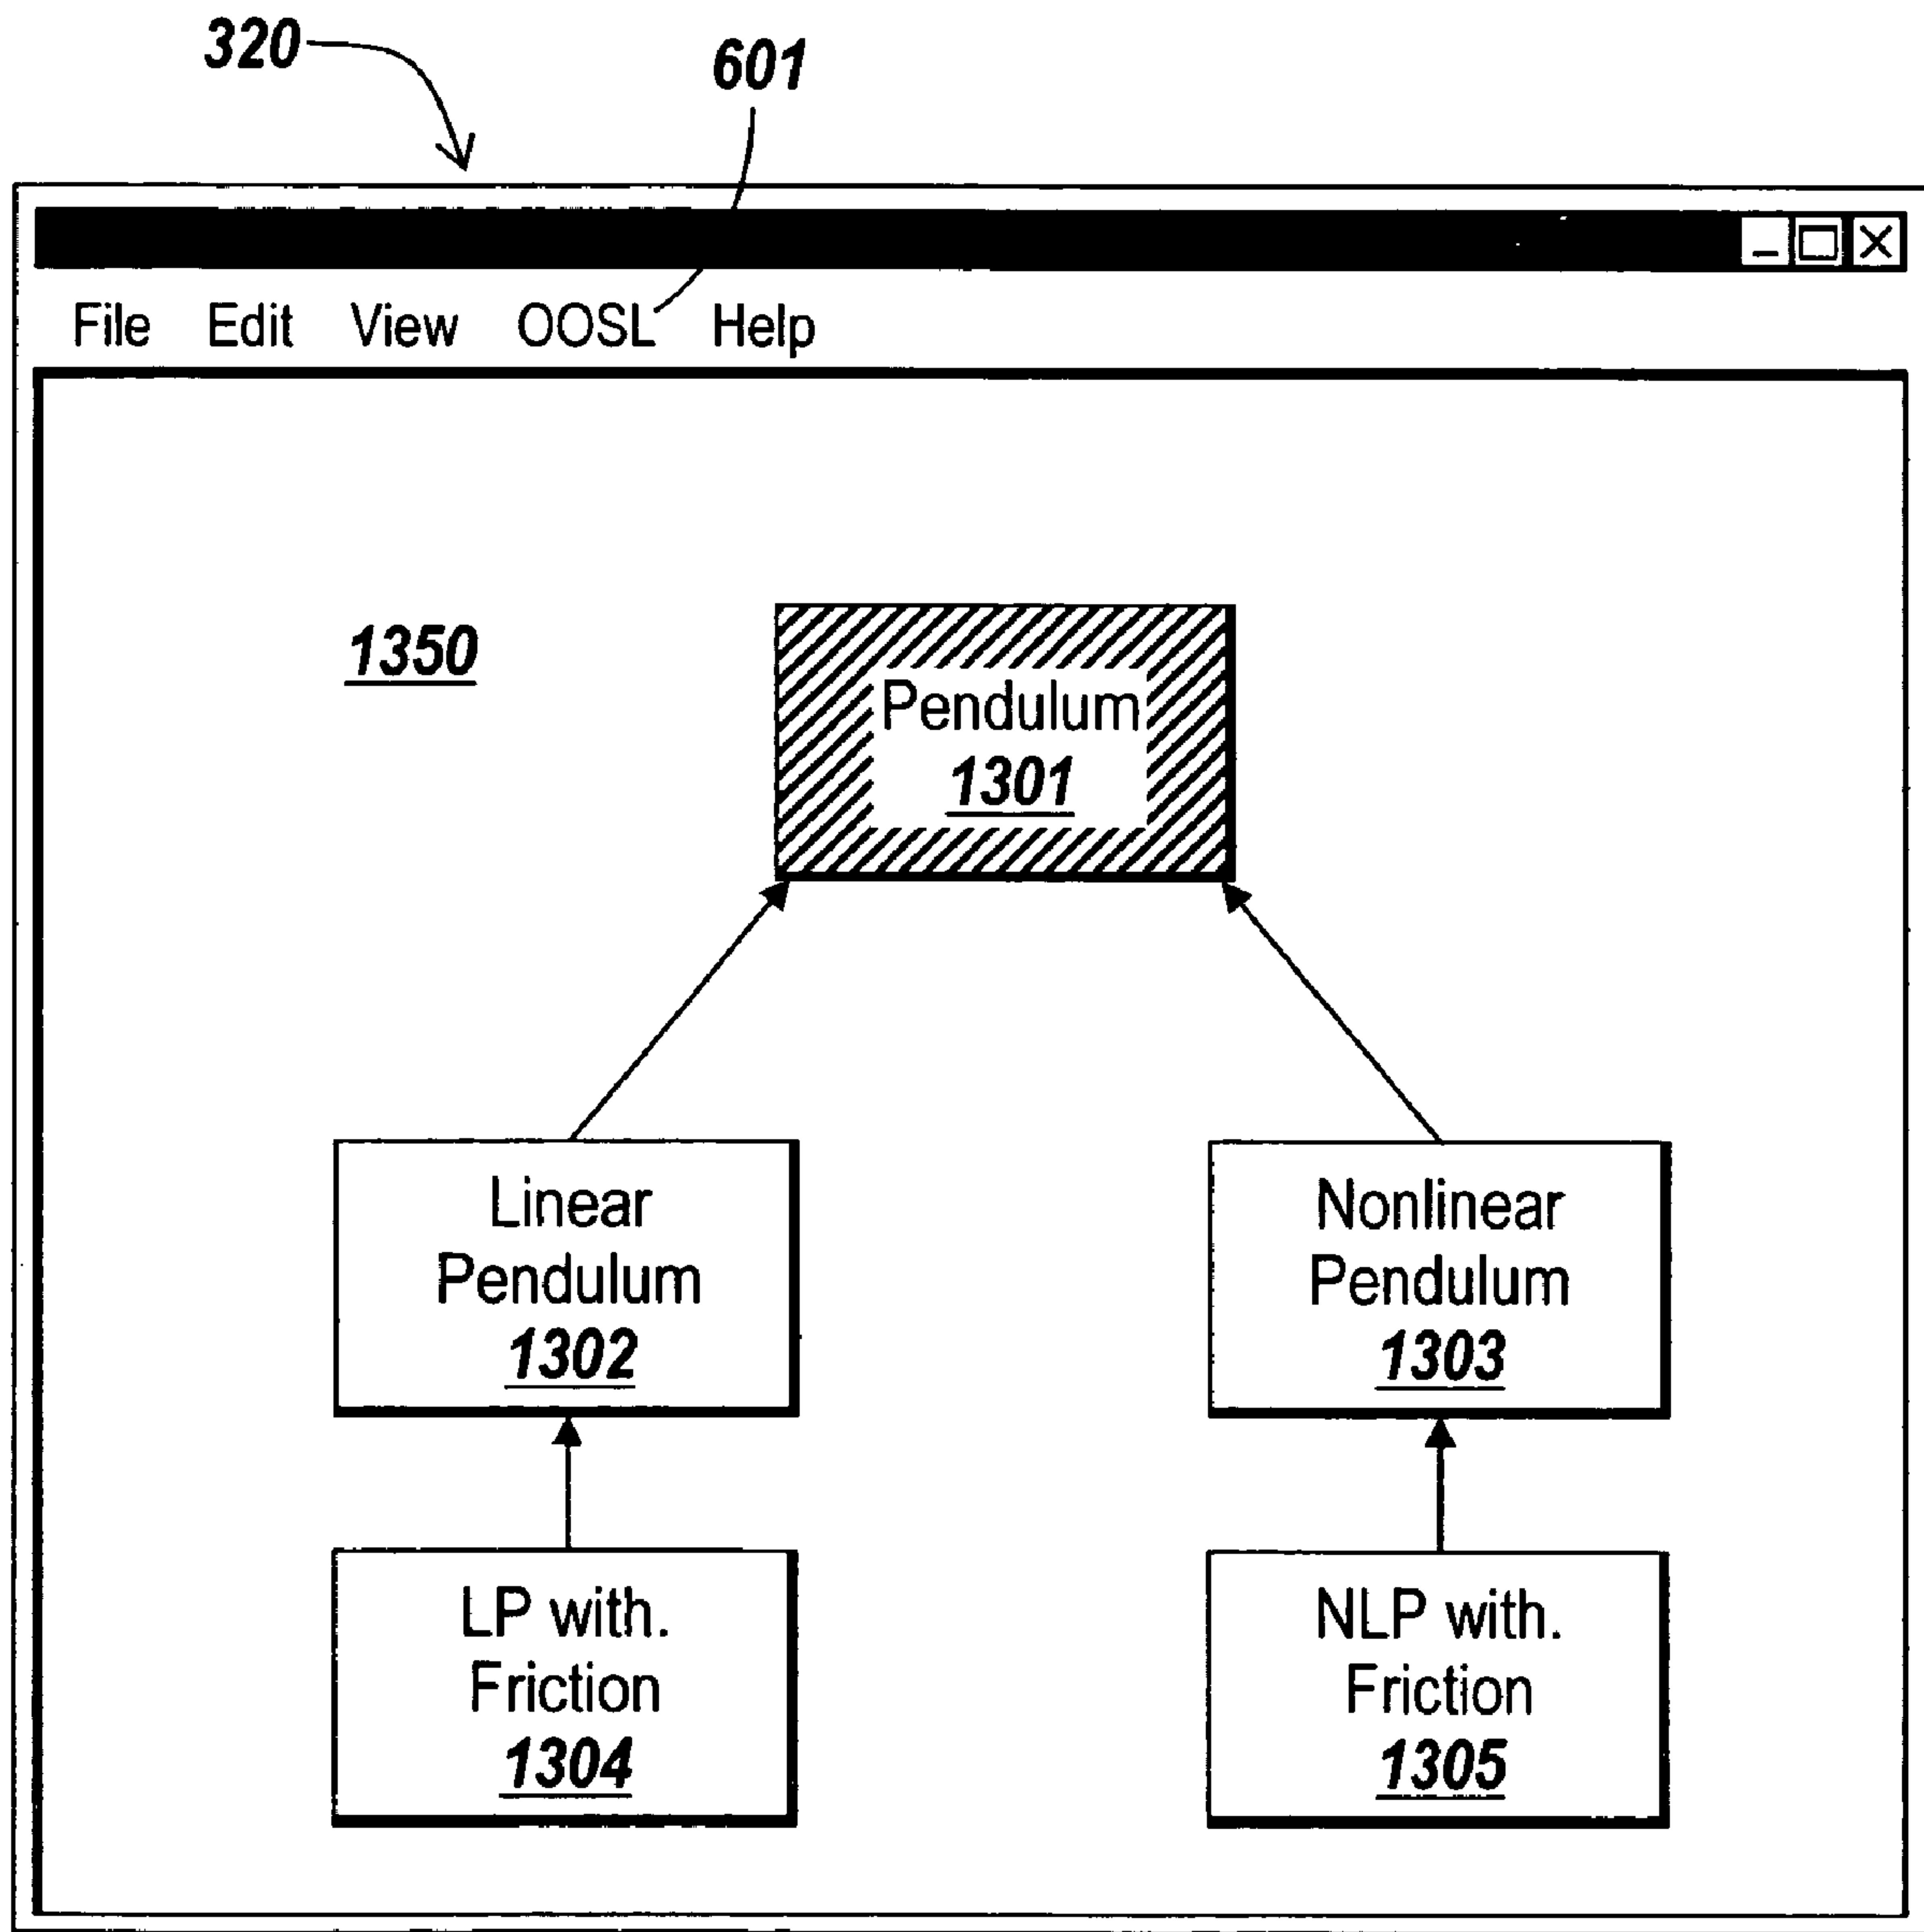 320
601
File Edit View OOSL Help
1350
Pendulum
1301
Linear
Pendulum
1302
Nonlinear
Pendulum
1303
LP with.
Friction
1304
NLP with.
Friction
1305